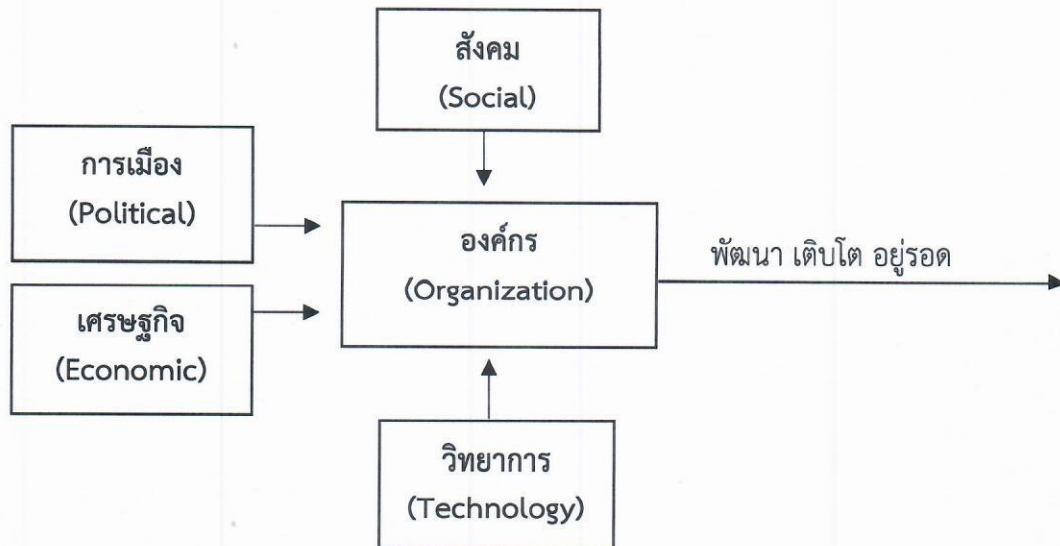 สังคม
(Social)
การเมือง
(Political)
องค์กร
(Organization)
พัฒนา เติบโต อยู่รอด
เศรษฐกิจ
(Economic)
วิทยาการ
(Technology)